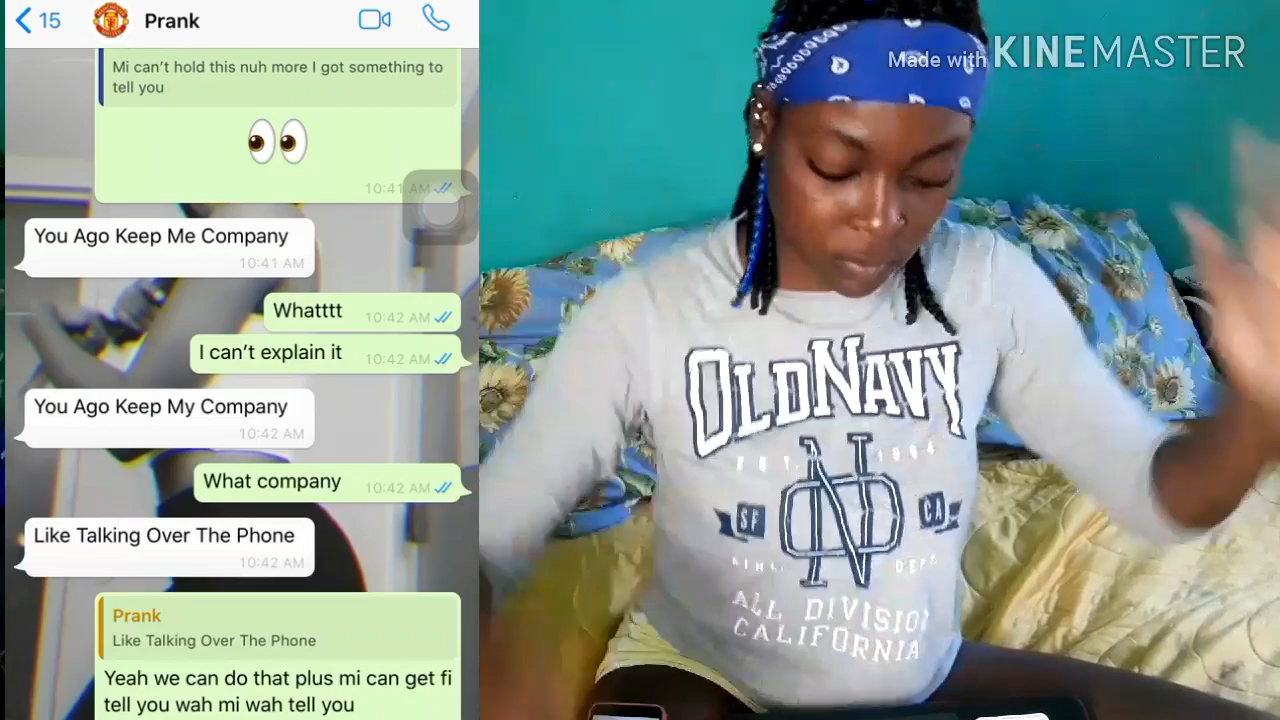 15
Prank
Mi can't hold this nuh more I got something to
tell you
10:41 AM
You Ago Keep Me Company
10:41 AM
Whatttt
10:42 AM
I can't explain it
10:42 AM
You Ago Keep My Company
10:42 AM
What company
10:42 AM
Like Talking Over The Phone
10:42 AM
Prank
Like Talking Over The Phone
Yeah we can do that plus mi can get fi
tell you wah mi wah tell you
Made with KINEMASTER
OLD NAVY
EST. 1994
N
SF
CA
ALL DIVISION
CALIFORNIA